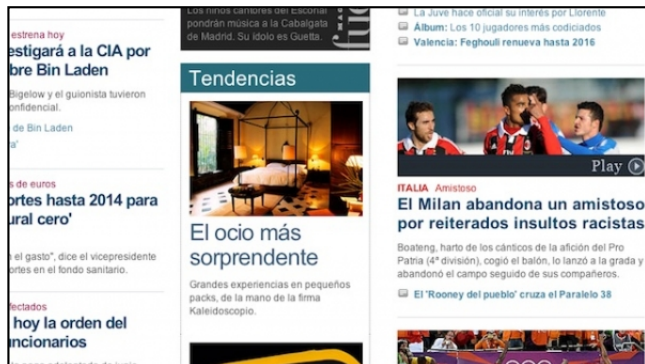 estrena hoy
estigará a la CIA por
bre Bin Laden
Bigelow y el guionista tuvieron
onfidencial.
de Bin Laden
s de euros
ortes hasta 2014 para
ural cero'
n el gasto", dice el vicepresidente
ortes en el fondo sanitario.
fectados
hoy la orden del
uncionarios
Los niños cantores del Escorial
pondrán música a la Cabalgata
de Madrid. Su ídolo es Guetta.
Tendencias
El ocio más
sorprendente
Grandes experiencias en pequeños
packs, de la mano de la firma
Kaleidoscopio.
La Juve hace oficial su interés por Llorente
Álbum: Los 10 jugadores más codiciados
Valencia: Feghouli renueva hasta 2016
Play
ITALIA Amistoso
El Milan abandona un amistoso
por reiterados insultos racistas
Boateng, harto de los cánticos de la afición del Pro
Patria (4ª división), cogió el balón, lo lanzó a la grada y
abandonó el campo seguido de sus compañeros.
El 'Rooney del pueblo' cruza el Paralelo 38